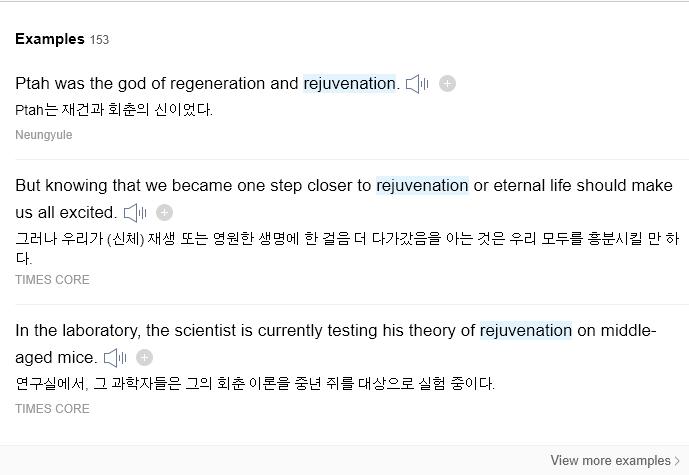 Examples 153
Ptah was the god of regeneration and rejuvenation.
Ptah는 재건과 회춘의 신이었다.
Neungyule
But knowing that we became one step closer to rejuvenation or eternal life should make
us all excited.
그러나 우리가 (신체) 재생 또는 영원한 생명에 한 걸음 더 다가갔음을 아는 것은 우리 모두를 흥분시킬 만 하
다.
TIMES CORE
In the laboratory, the scientist is currently testing his theory of rejuvenation on middle-
aged mice.
연구실에서, 그 과학자들은 그의 회춘 이론을 중년 쥐를 대상으로 실험 중이다.
TIMES CORE
View more examples >